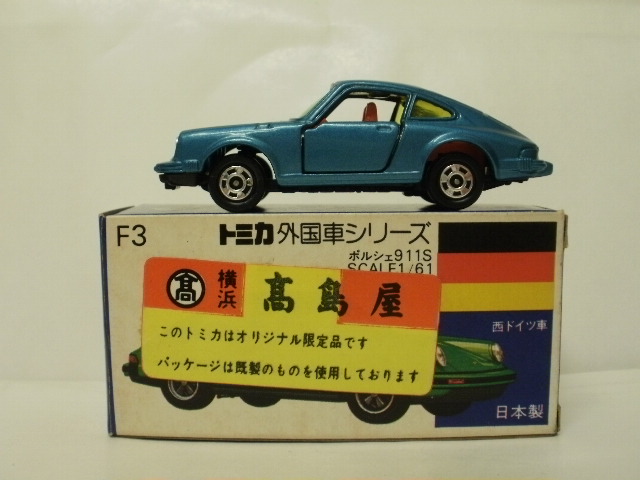 F3
トミカ 外国車シリーズ
ポルシェ911S
SCALE1/61
髙 横浜 髙島屋
このトミカはオリジナル限定品です
パッケージは既製のものを使用しております
西ドイツ車
日本製